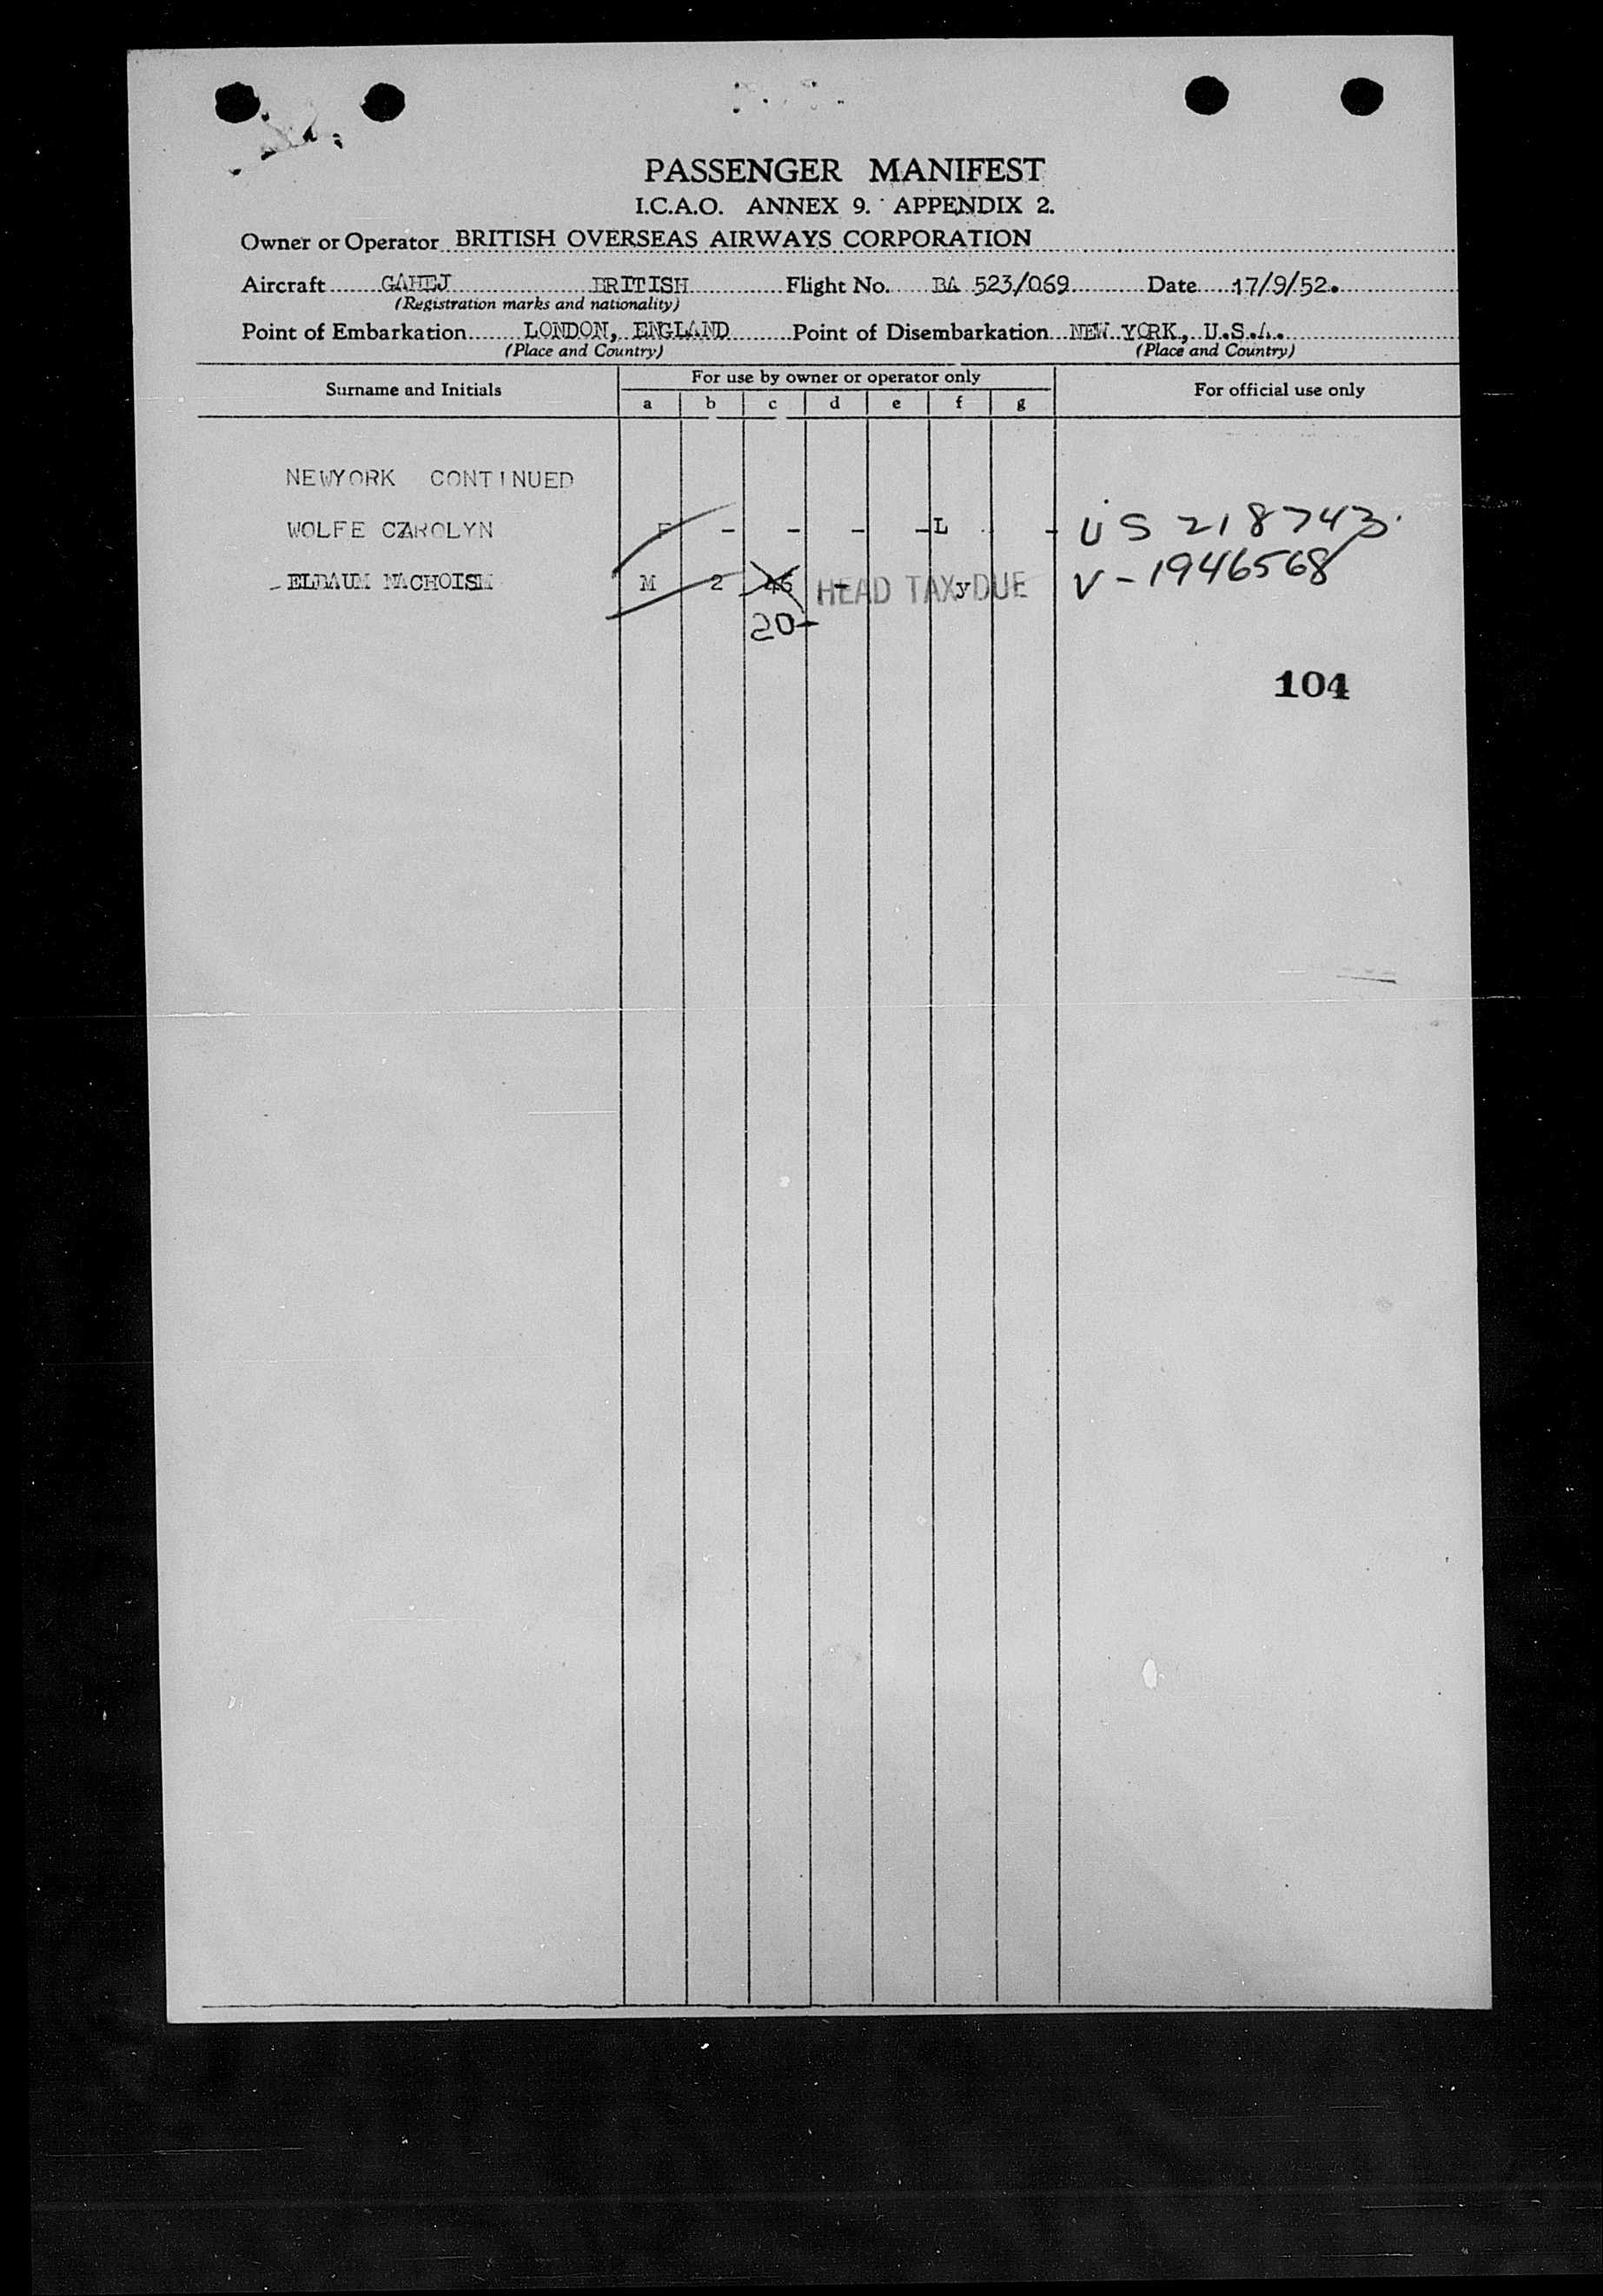 PASSENGER MANIFEST
I.C.A.O. ANNEX 9. APPENDIX 2.
Owner or Operator BRITISH OVERSEAS AIRWAYS CORPORATION
Aircraft GAHEJ BRITISH Flight No. BA 523/069 Date 17/9/52.
(Registration marks and nationality)
Point of Embarkation LONDON, ENGLAND Point of Disembarkation NEW YORK, U.S.A.
(Place and Country) (Place and Country)
Surname and Initials For use by owner or operator only For official use only
a b c d e f g
NEWYORK CONTINUED
WOLFE CZAROLYN F - - - - L - US 218743.
ELBAUM M 2 46 - HEAD TAX y DUE V-1946568
20-
104